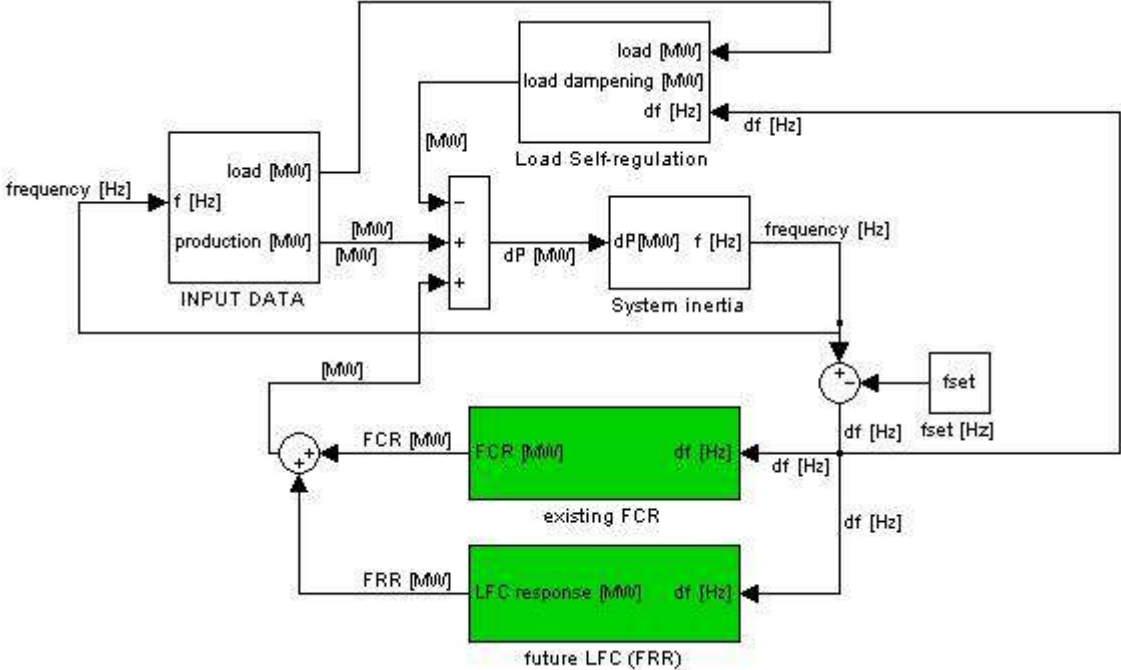 load [MW]
load dampening [MW]
df [Hz]
df [Hz]
Load Self-regulation
[MW]
frequency [Hz]
load [MW]
f [Hz]
production [MW]
INPUT DATA
[MW]
[MW]
−
+
+
dP [MW]
dP[MW]
f [Hz]
System inertia
frequency [Hz]
+
−
fset
fset [Hz]
df [Hz]
[MW]
+
+
FCR [MW]
FCR [MW]
df [Hz]
df [Hz]
existing FCR
df [Hz]
FRR [MW]
LFC response [MW]
df [Hz]
future LFC (FRR)